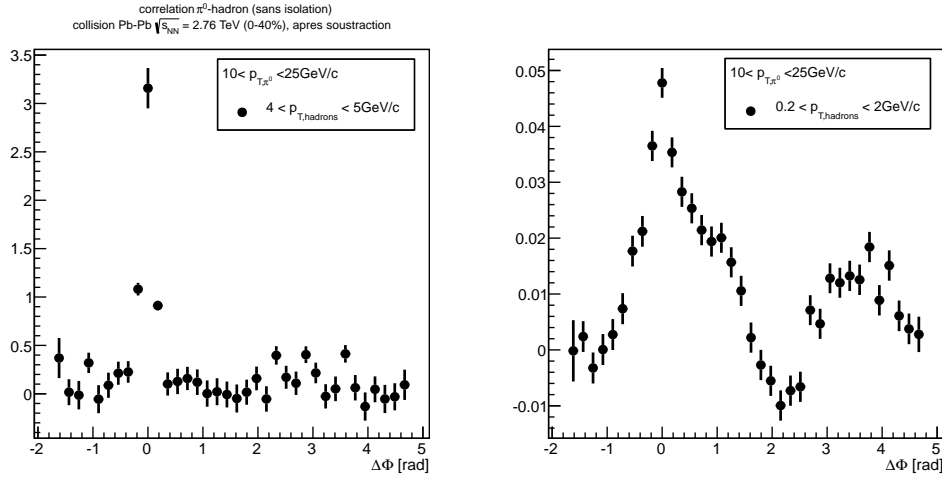 correlation π⁰-hadron (sans isolation)
collision Pb-Pb √s_NN = 2.76 TeV (0-40%), apres soustraction
3.5
3
2.5
2
1.5
1
0.5
0
-2 -1 0 1 2 3 4 5
ΔΦ [rad]
10< p_T,π⁰ <25GeV/c
4 < p_T,hadrons < 5GeV/c
0.05
0.04
0.03
0.02
0.01
0
-0.01
-2 -1 0 1 2 3 4 5
ΔΦ [rad]
10< p_T,π⁰ <25GeV/c
0.2 < p_T,hadrons < 2GeV/c